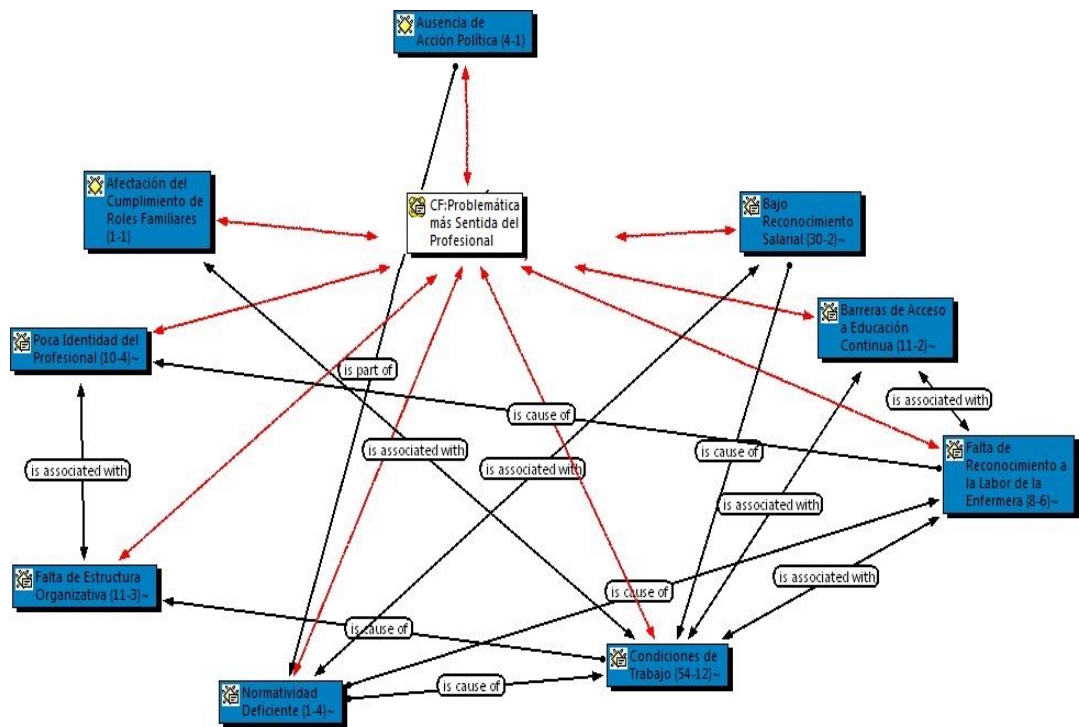 Ausencia de
Acción Política {4-1}
Afectación del
Cumplimiento de
Roles Familiares
{1-1}
CF:Problemática
más Sentida del
Profesional
Bajo
Reconocimiento
Salarial {30-2}~
Barreras de Acceso
a Educación
Continua {11-2}~
Poca Identidad del
Profesional {10-4}~
is part of
is associated with
is cause of
is associated with
is associated with
is associated with
is cause of
Falta de
Reconocimiento a
la Labor de la
Enfermera {8-6}~
is associated with
Falta de Estructura
Organizativa {11-3}~
is associated with
is cause of
is cause of
Condiciones de
Trabajo {54-12}~
Normatividad
Deficiente {1-4}~
is cause of